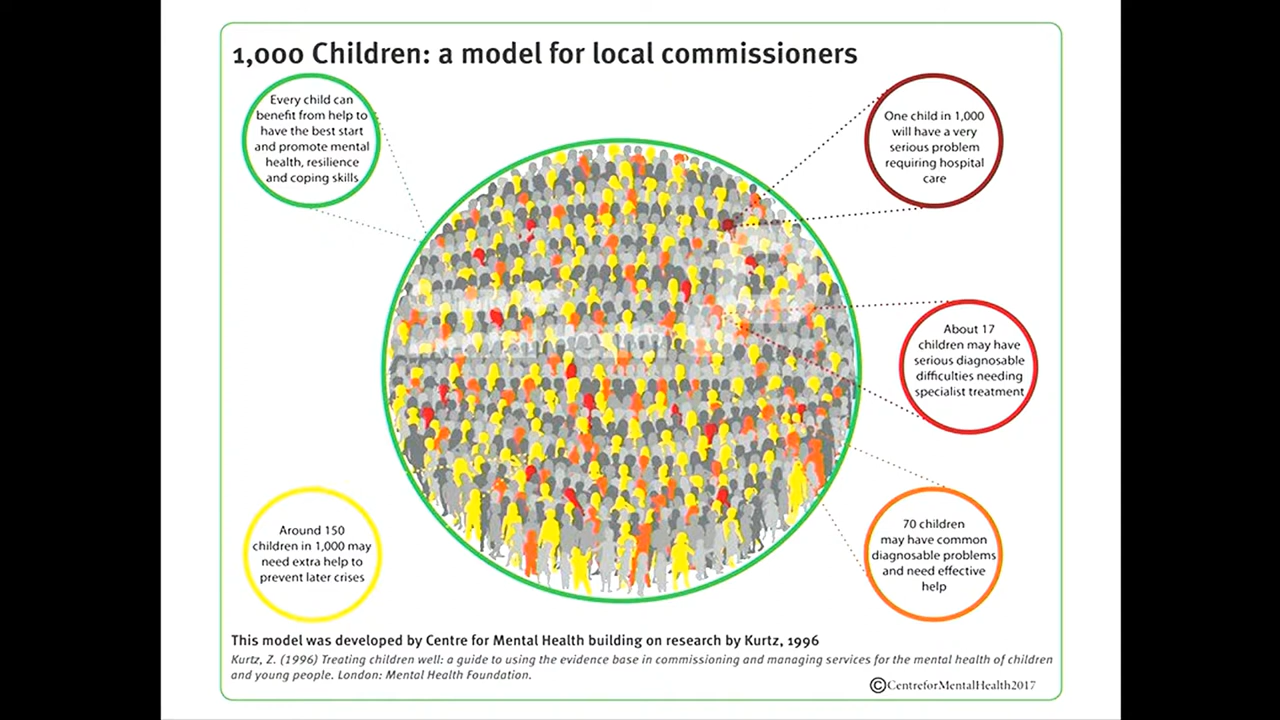 1,000 Children: a model for local commissioners
Every child can
benefit from help to
have the best start
and promote mental
health, resilience
and coping skills
One child in 1,000
will have a very
serious problem
requiring hospital
care
About 17
children may have
serious diagnosable
difficulties needing
specialist treatment
Around 150
children in 1,000 may
need extra help to
prevent later crises
70 children
may have common
diagnosable problems
and need effective
help
This model was developed by Centre for Mental Health building on research by Kurtz, 1996
Kurtz, Z. (1996) Treating children well: a guide to using the evidence base in commissioning and managing services for the mental health of children
and young people. London: Mental Health Foundation.
©CentreforMentalHealth2017